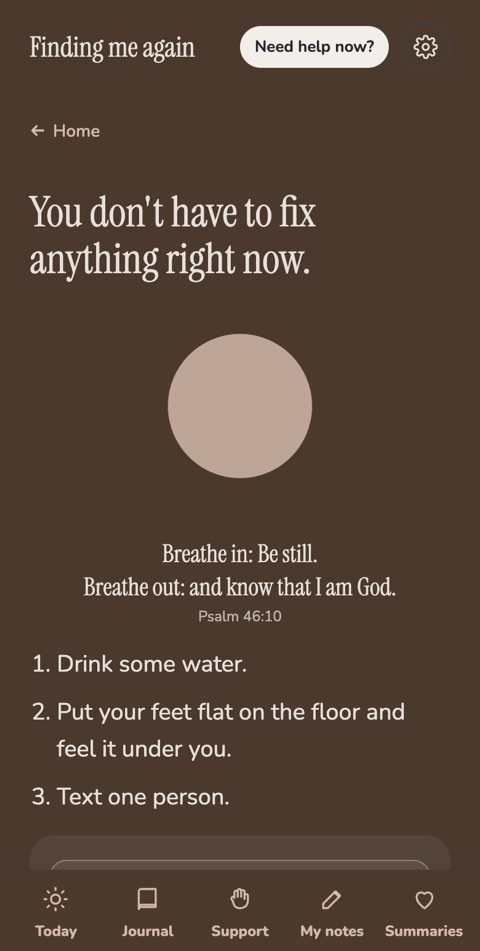 Finding me again
Need help now?
← Home
You don't have to fix
anything right now.
Breathe in: Be still.
Breathe out: and know that I am God.
Psalm 46:10
1. Drink some water.
2. Put your feet flat on the floor and
feel it under you.
3. Text one person.
Today
Journal
Support
My notes
Summaries